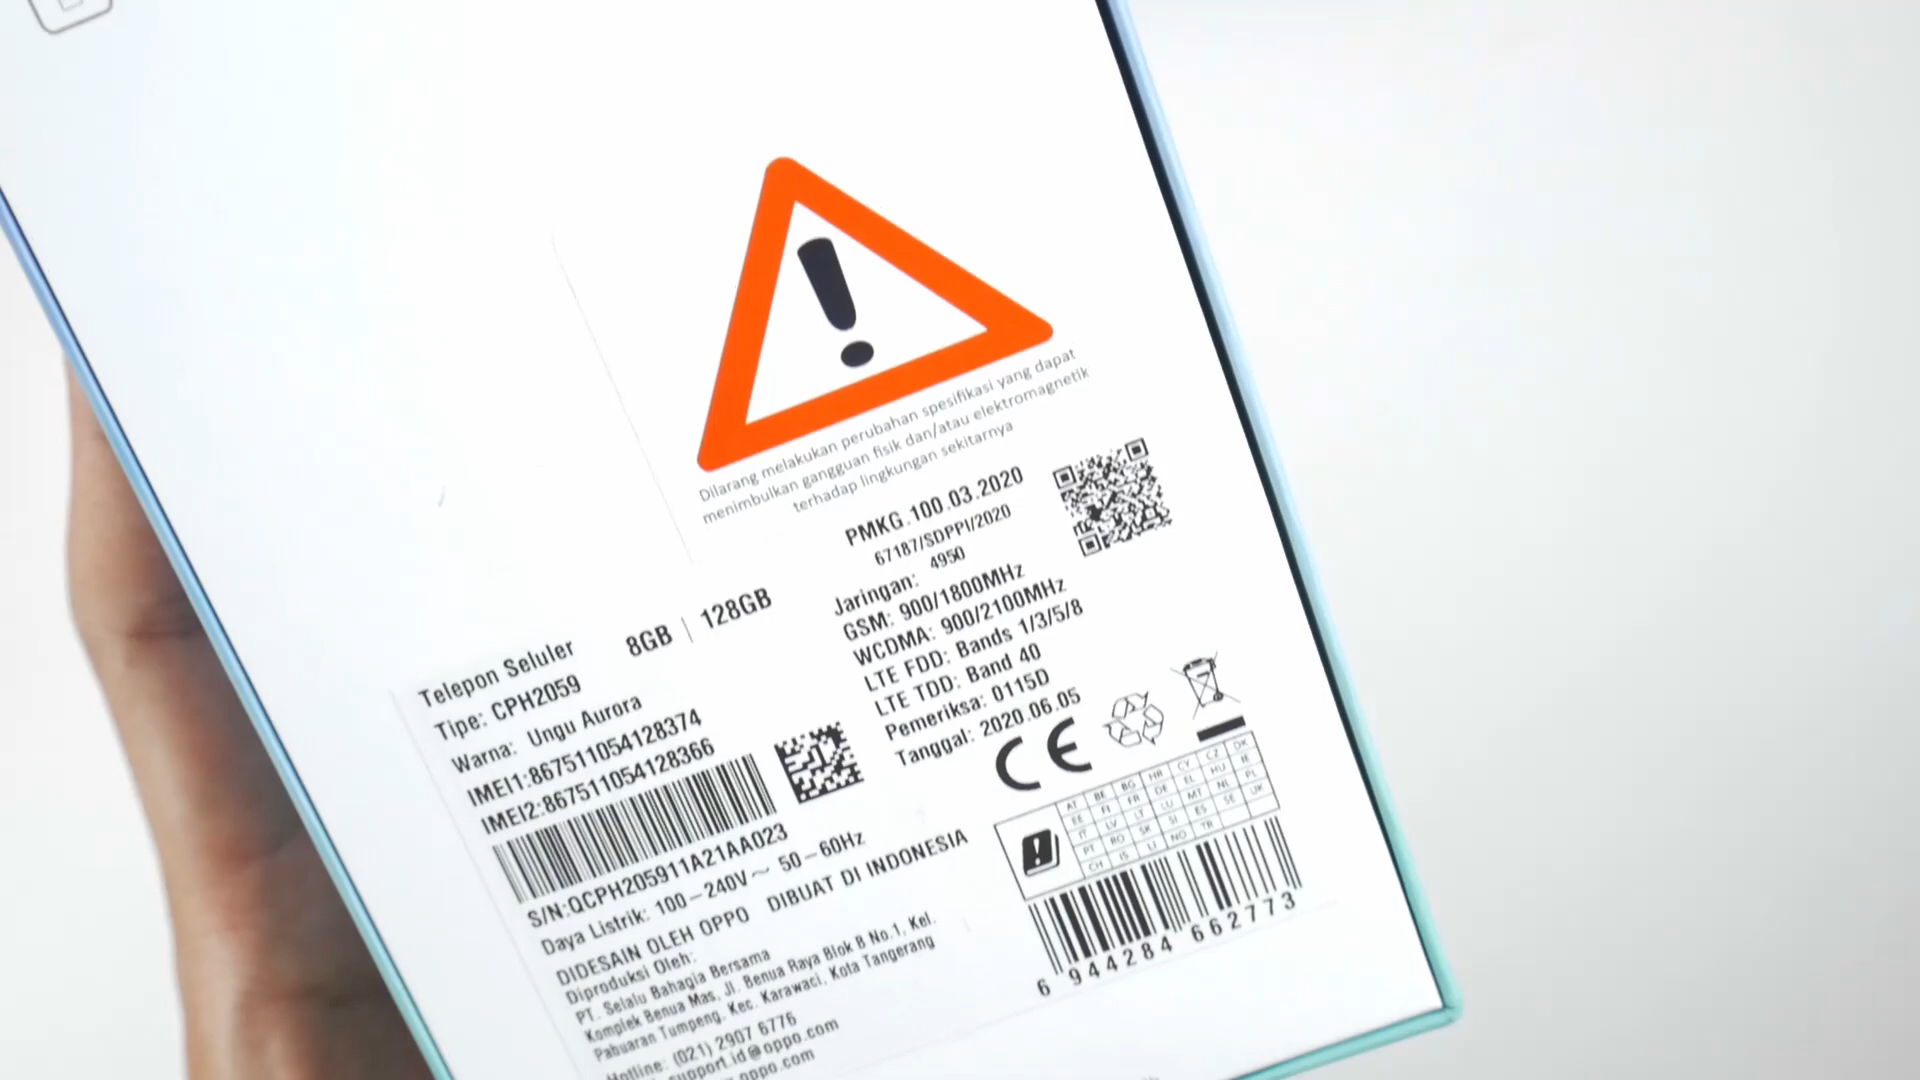 Dilarang melakukan perubahan spesifikasi yang dapat
menimbulkan gangguan fisik dan/atau elektromagnetik
terhadap lingkungan sekitarnya
PMKG.100.03.2020
67187/SDPPI/2020
4950
Jaringan:
GSM: 900/1800MHz
WCDMA: 900/2100MHz
LTE FDD: Bands 1/3/5/8
LTE TDD: Band 40
Pemeriksa: 0115D
Tanggal: 2020.06.05
Telepon Seluler 8GB | 128GB
Tipe: CPH2059
Warna: Ungu Aurora
IMEI1:867511054128374
IMEI2:867511054128366
S/N:QCPH205911A21AA023
Daya Listrik: 100–240V～ 50–60Hz
DIDESAIN OLEH OPPO DIBUAT DI INDONESIA
Diproduksi Oleh:
PT. Selalu Bahagia Bersama
Komplek Benua Mas, Jl. Benua Raya Blok B No.1, Kel.
Pabuaran Tumpeng, Kec. Karawaci, Kota Tangerang
Hotline: (021) 2907 6776
support.id@oppo.com
oppo.com
CE
AT BE BG HR CY CZ DK
EE FI FR DE EL HU IE
IT LV LT LU MT NL PL
PT RO SK SI ES SE UK
CH IS LI NO TR
6 944284 662773